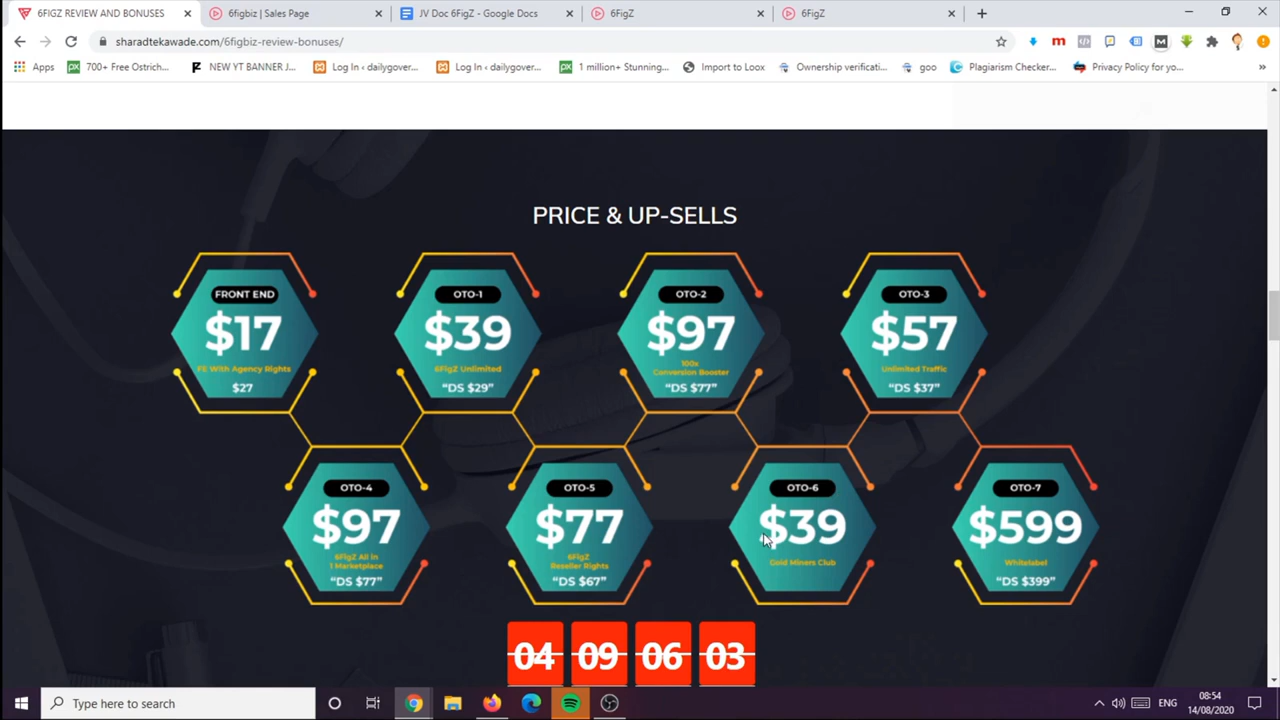 6FIGZ REVIEW AND BONUSES
6figbiz | Sales Page
JV Doc 6FigZ - Google Docs
6FigZ
6FigZ
sharadtekawade.com/6figbiz-review-bonuses/
Apps
700+ Free Ostrich...
NEW YT BANNER J...
Log In ‹ dailygover...
Log In ‹ dailygover...
1 million+ Stunning...
Import to Loox
Ownership verificati...
goo
Plagiarism Checker...
Privacy Policy for yo...
PRICE & UP-SELLS
FRONT END
$17
FE With Agency Rights
$27
OTO-1
$39
6FigZ Unlimited
"DS $29"
OTO-2
$97
100x
Conversion Booster
"DS $77"
OTO-3
$57
Unlimited Traffic
"DS $37"
OTO-4
$97
6FigZ All in
1 Marketplace
"DS $77"
OTO-5
$77
6FigZ
Reseller Rights
"DS $67"
OTO-6
$39
Gold Miners Club
OTO-7
$599
Whitelabel
"DS $399"
04 09 06 03
Type here to search
ENG
08:54
14/08/2020